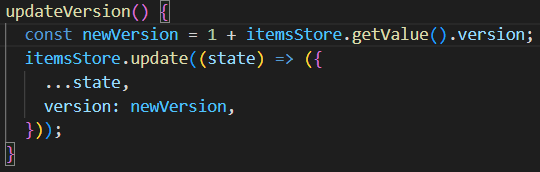 updateVersion() {
  const newVersion = 1 + itemsStore.getValue().version;
  itemsStore.update((state) => ({
    ...state,
    version: newVersion,
  }));
}